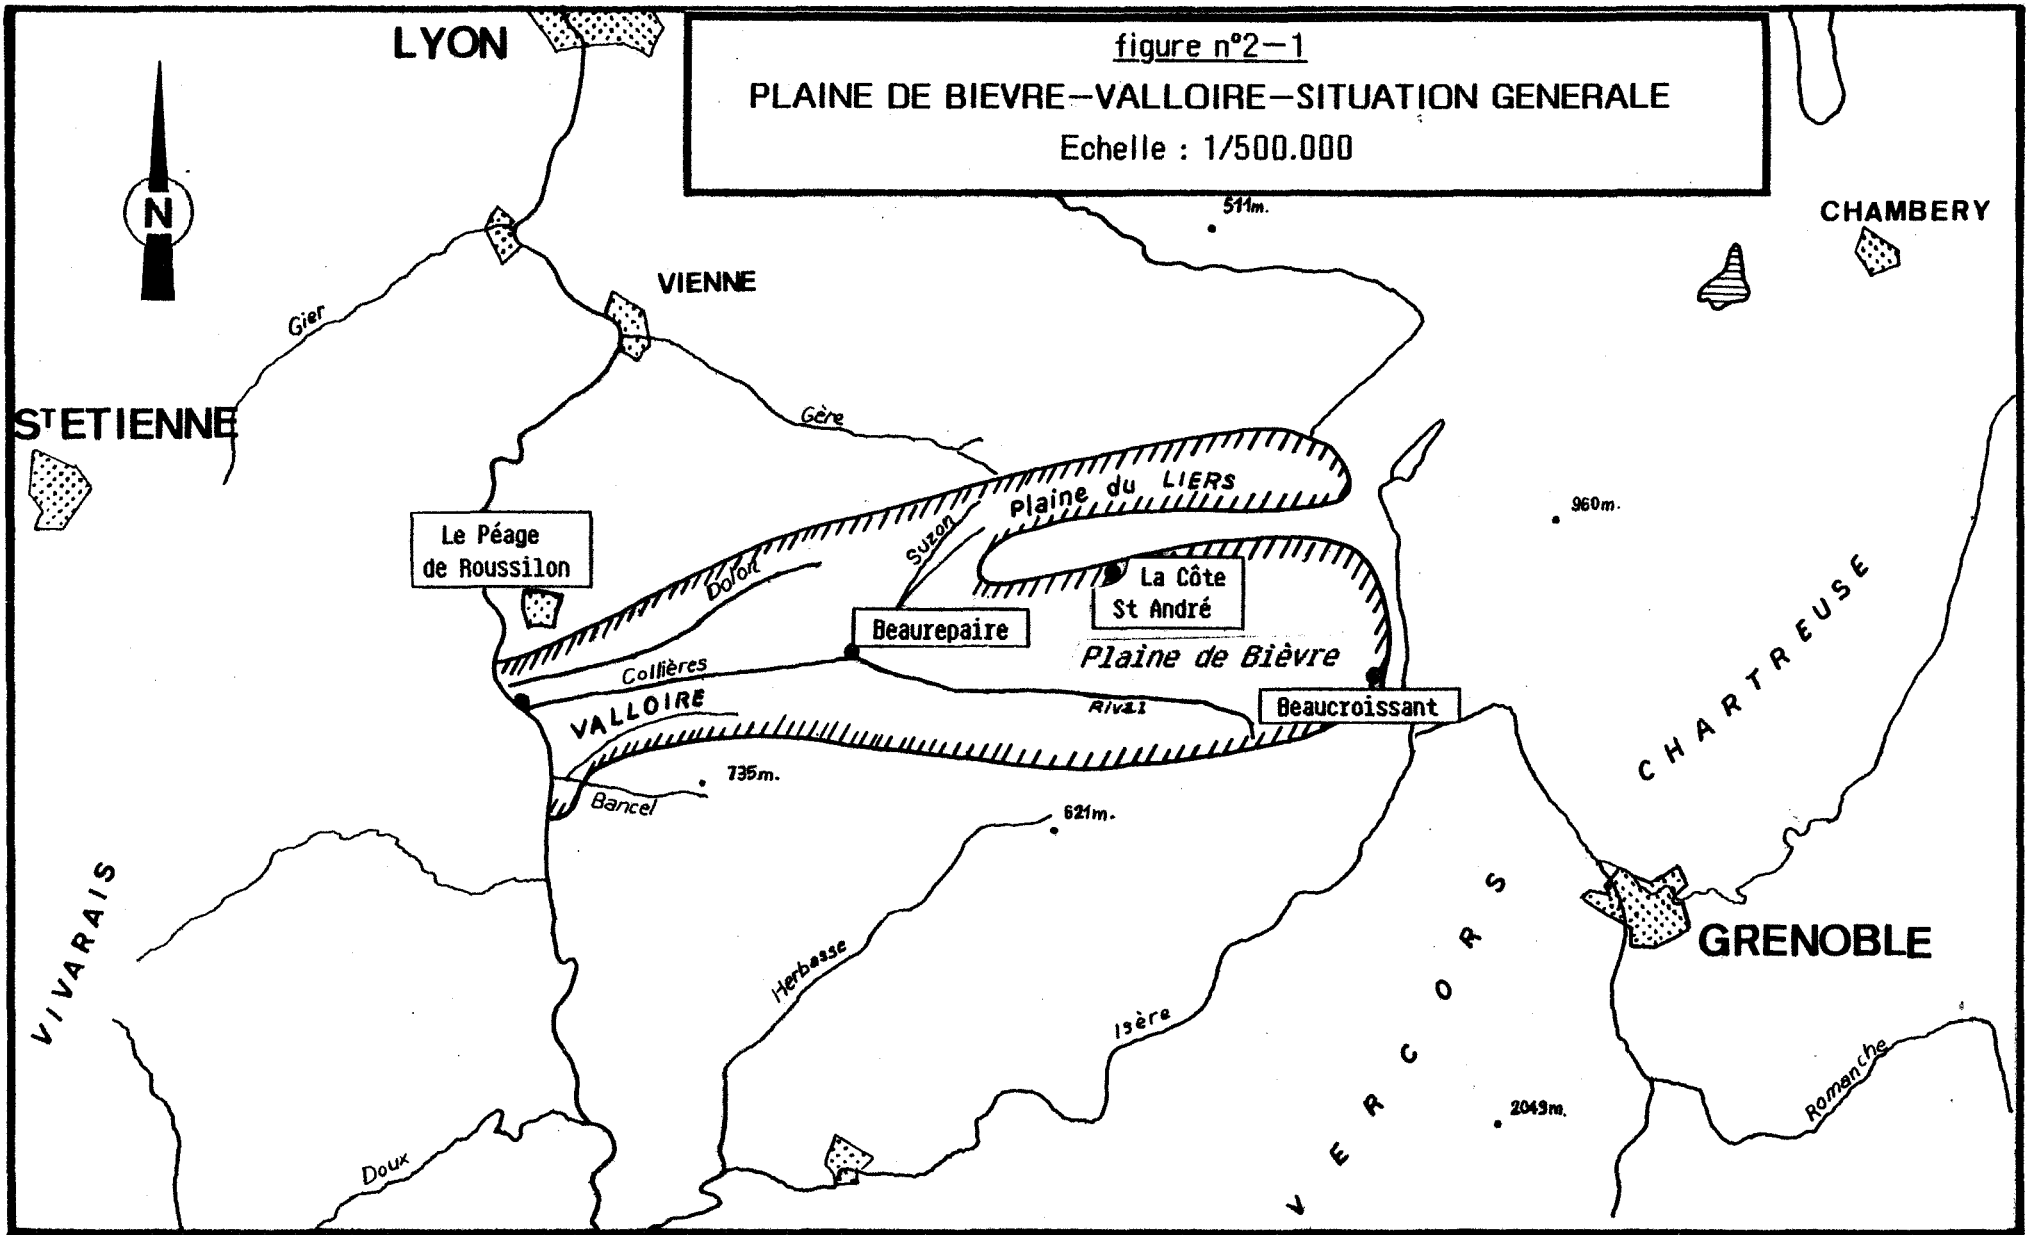 LYON
figure n°2-1
PLAINE DE BIEVRE-VALLOIRE-SITUATION GENERALE
Echelle : 1/500.000
N
511m.
CHAMBERY
VIENNE
Gier
Gère
STETIENNE
Plaine du LIERS
960m.
Le Péage
de Roussilon
Suzon
Dolon
La Côte
St André
Beaurepaire
Plaine de Bièvre
Collières
VALLOIRE
Rival
Beaucroissant
CHARTREUSE
735m.
Bancel
621m.
VIVARAIS
GRENOBLE
Herbasse
Isère
VERCORS
Romanche
2049m.
Doux